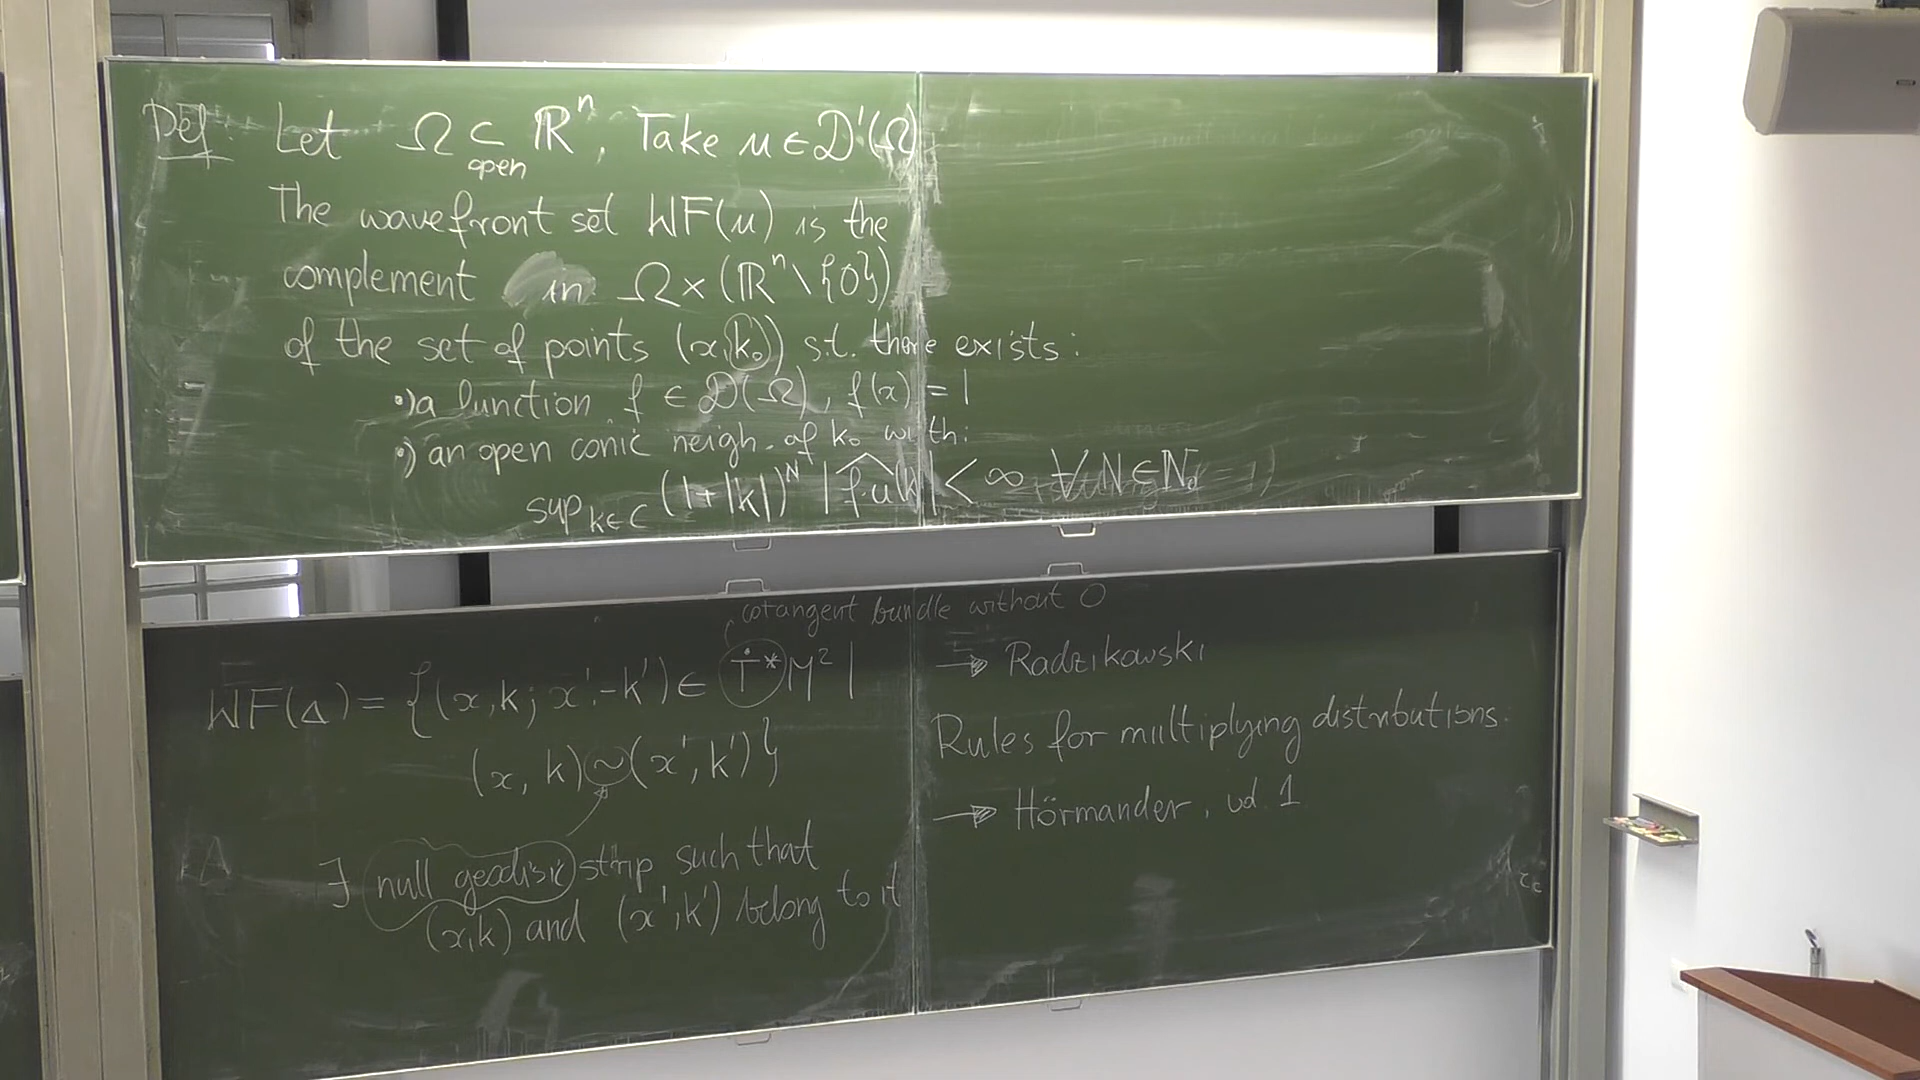 Def: Let Ω ⊂ ℝⁿ. Take u ∈ 𝒟'(Ω)
open
The wavefront set WF(u) is the
complement in Ω × (ℝⁿ \ {0})
of the set of points (x, k₀) s.t. there exists:
•) a function f ∈ 𝒟(Ω), f(x) = 1
•) an open conic neigh. of k₀ with:
sup_{k∈C} (1+|k|)^N |f·u(k)| < ∞ ∀N ∈ ℕ₀
cotangent bundle without 0
WF(Δ) = {(x, k; x', -k') ∈ Ṫ*M² |
(x, k) ~ (x', k')}
∃ null geodisic strip such that
(x, k) and (x', k') belong to it
→ Radzikowski
Rules for multiplying distributions:
→ Hörmander, vol. 1